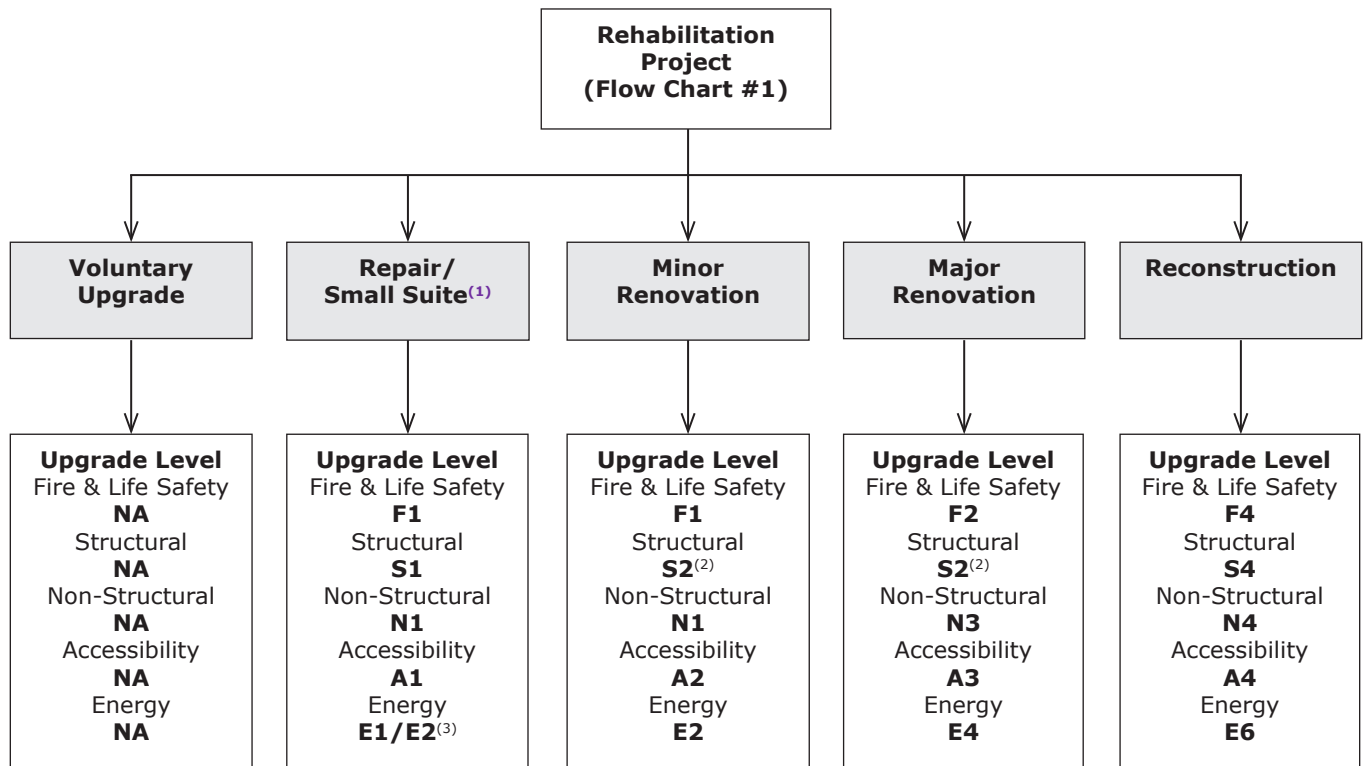 Rehabilitation
Project
(Flow Chart #1)
Voluntary
Upgrade
Repair/
Small Suite(1)
Minor
Renovation
Major
Renovation
Reconstruction
Upgrade Level
Fire & Life Safety
NA
Structural
NA
Non-Structural
NA
Accessibility
NA
Energy
NA
Upgrade Level
Fire & Life Safety
F1
Structural
S1
Non-Structural
N1
Accessibility
A1
Energy
E1/E2(3)
Upgrade Level
Fire & Life Safety
F1
Structural
S2(2)
Non-Structural
N1
Accessibility
A2
Energy
E2
Upgrade Level
Fire & Life Safety
F2
Structural
S2(2)
Non-Structural
N3
Accessibility
A3
Energy
E4
Upgrade Level
Fire & Life Safety
F4
Structural
S4
Non-Structural
N4
Accessibility
A4
Energy
E6